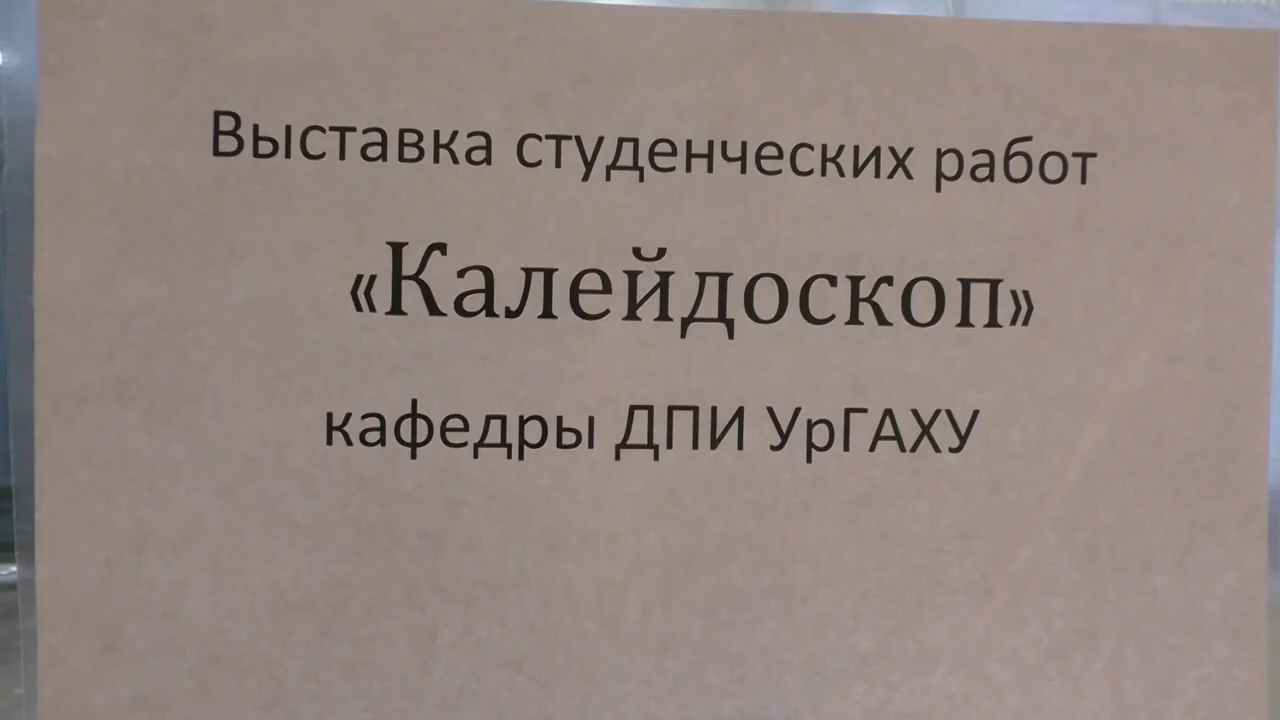 Выставка студенческих работ
«Калейдоскоп»
кафедры ДПИ УрГАХУ